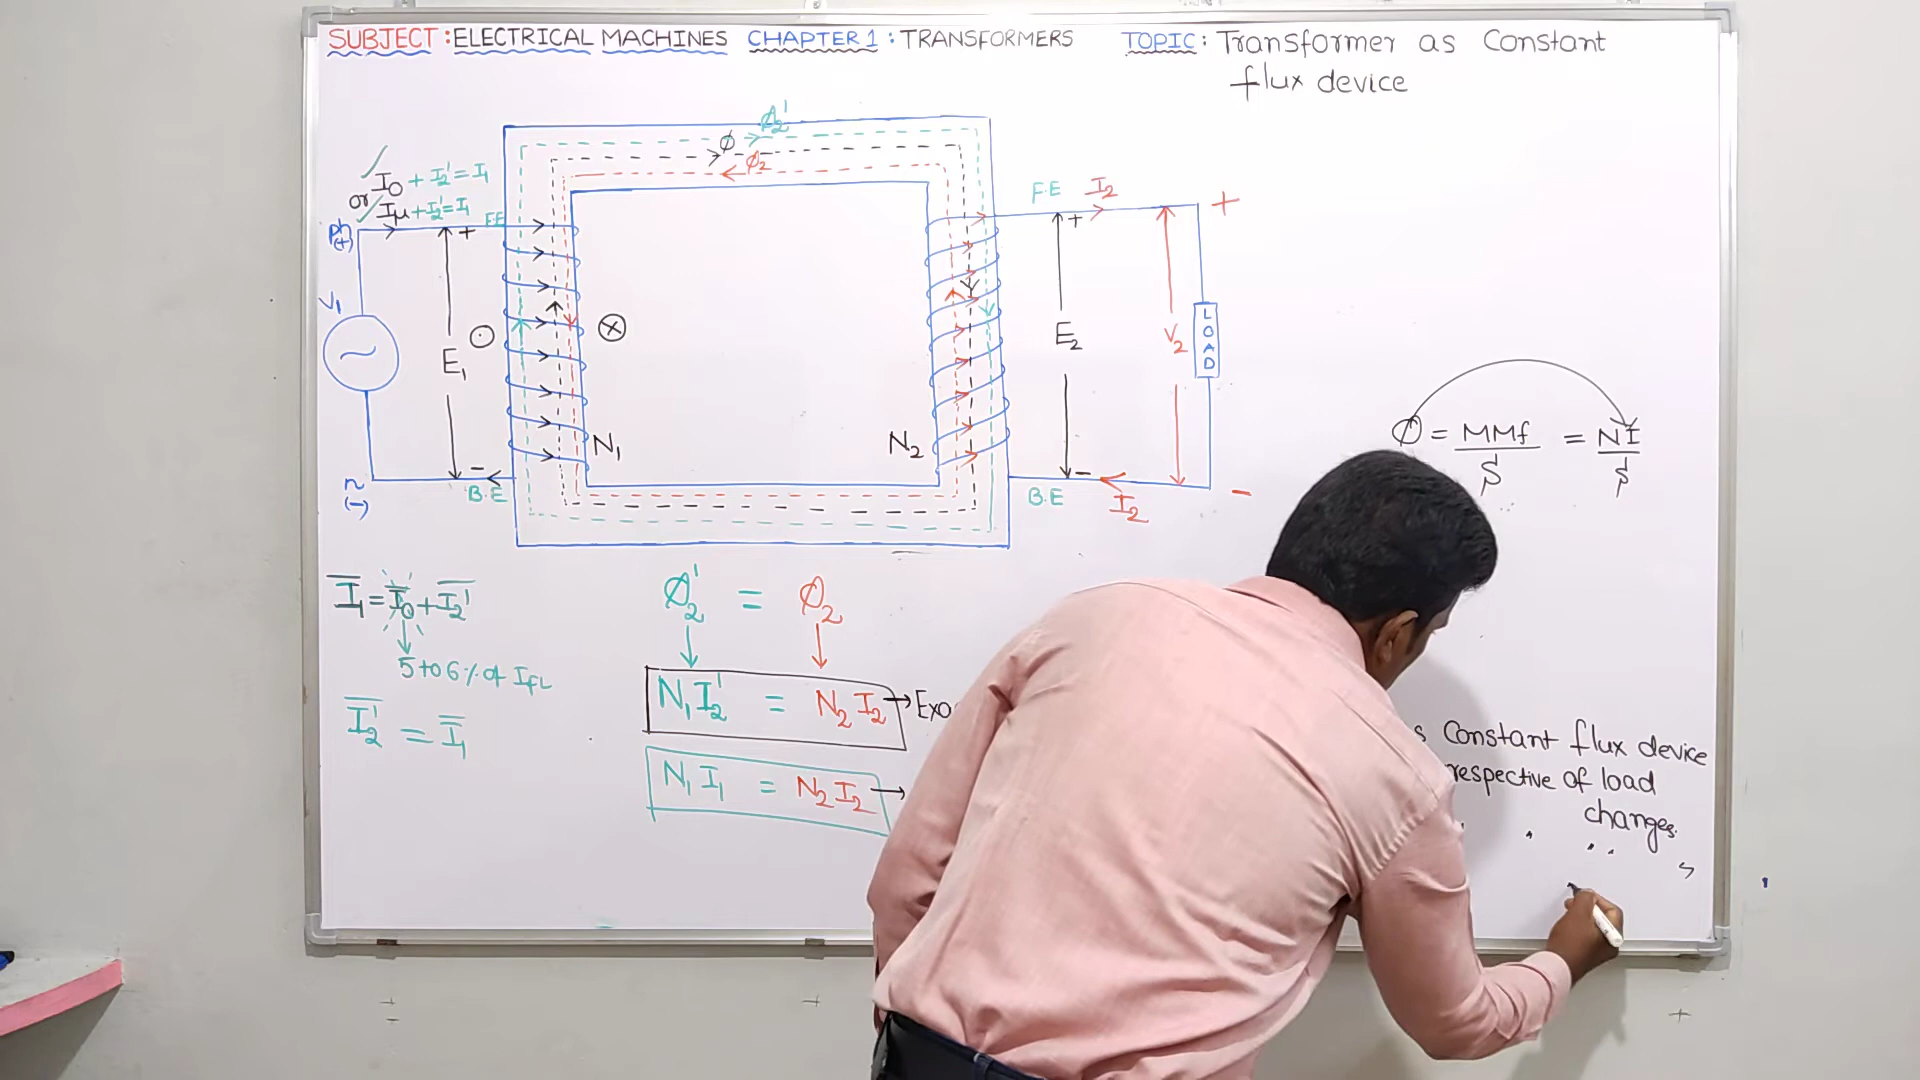 SUBJECT : ELECTRICAL MACHINES CHAPTER 1 : TRANSFORMERS TOPIC : Transformer as Constant
flux device
Ø2'
Ø
Ø2
I0 + I2' = I1
or
Iμ + I2' = I1
ph
(+)
F.E
+
V1
E1
-
B.E
n
(-)
N1
N2
F.E
I2
+
+
E2
V2
LOAD
-
B.E
I2
-
Ø = MMf / S = NI / S
I1 = I0 + I2'
5 to 6 % of IFL
I2' = I1
Ø2' = Ø2
N1 I2' = N2 I2 → Exa
N1 I1 = N2 I2 →
s Constant flux device
respective of load
changes.